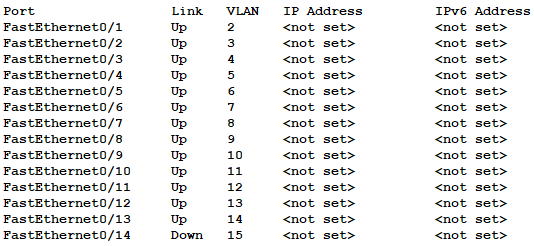 Port Link VLAN IP Address IPv6 Address
FastEthernet0/1 Up 2 <not set> <not set>
FastEthernet0/2 Up 3 <not set> <not set>
FastEthernet0/3 Up 4 <not set> <not set>
FastEthernet0/4 Up 5 <not set> <not set>
FastEthernet0/5 Up 6 <not set> <not set>
FastEthernet0/6 Up 7 <not set> <not set>
FastEthernet0/7 Up 8 <not set> <not set>
FastEthernet0/8 Up 9 <not set> <not set>
FastEthernet0/9 Up 10 <not set> <not set>
FastEthernet0/10 Up 11 <not set> <not set>
FastEthernet0/11 Up 12 <not set> <not set>
FastEthernet0/12 Up 13 <not set> <not set>
FastEthernet0/13 Up 14 <not set> <not set>
FastEthernet0/14 Down 15 <not set> <not set>